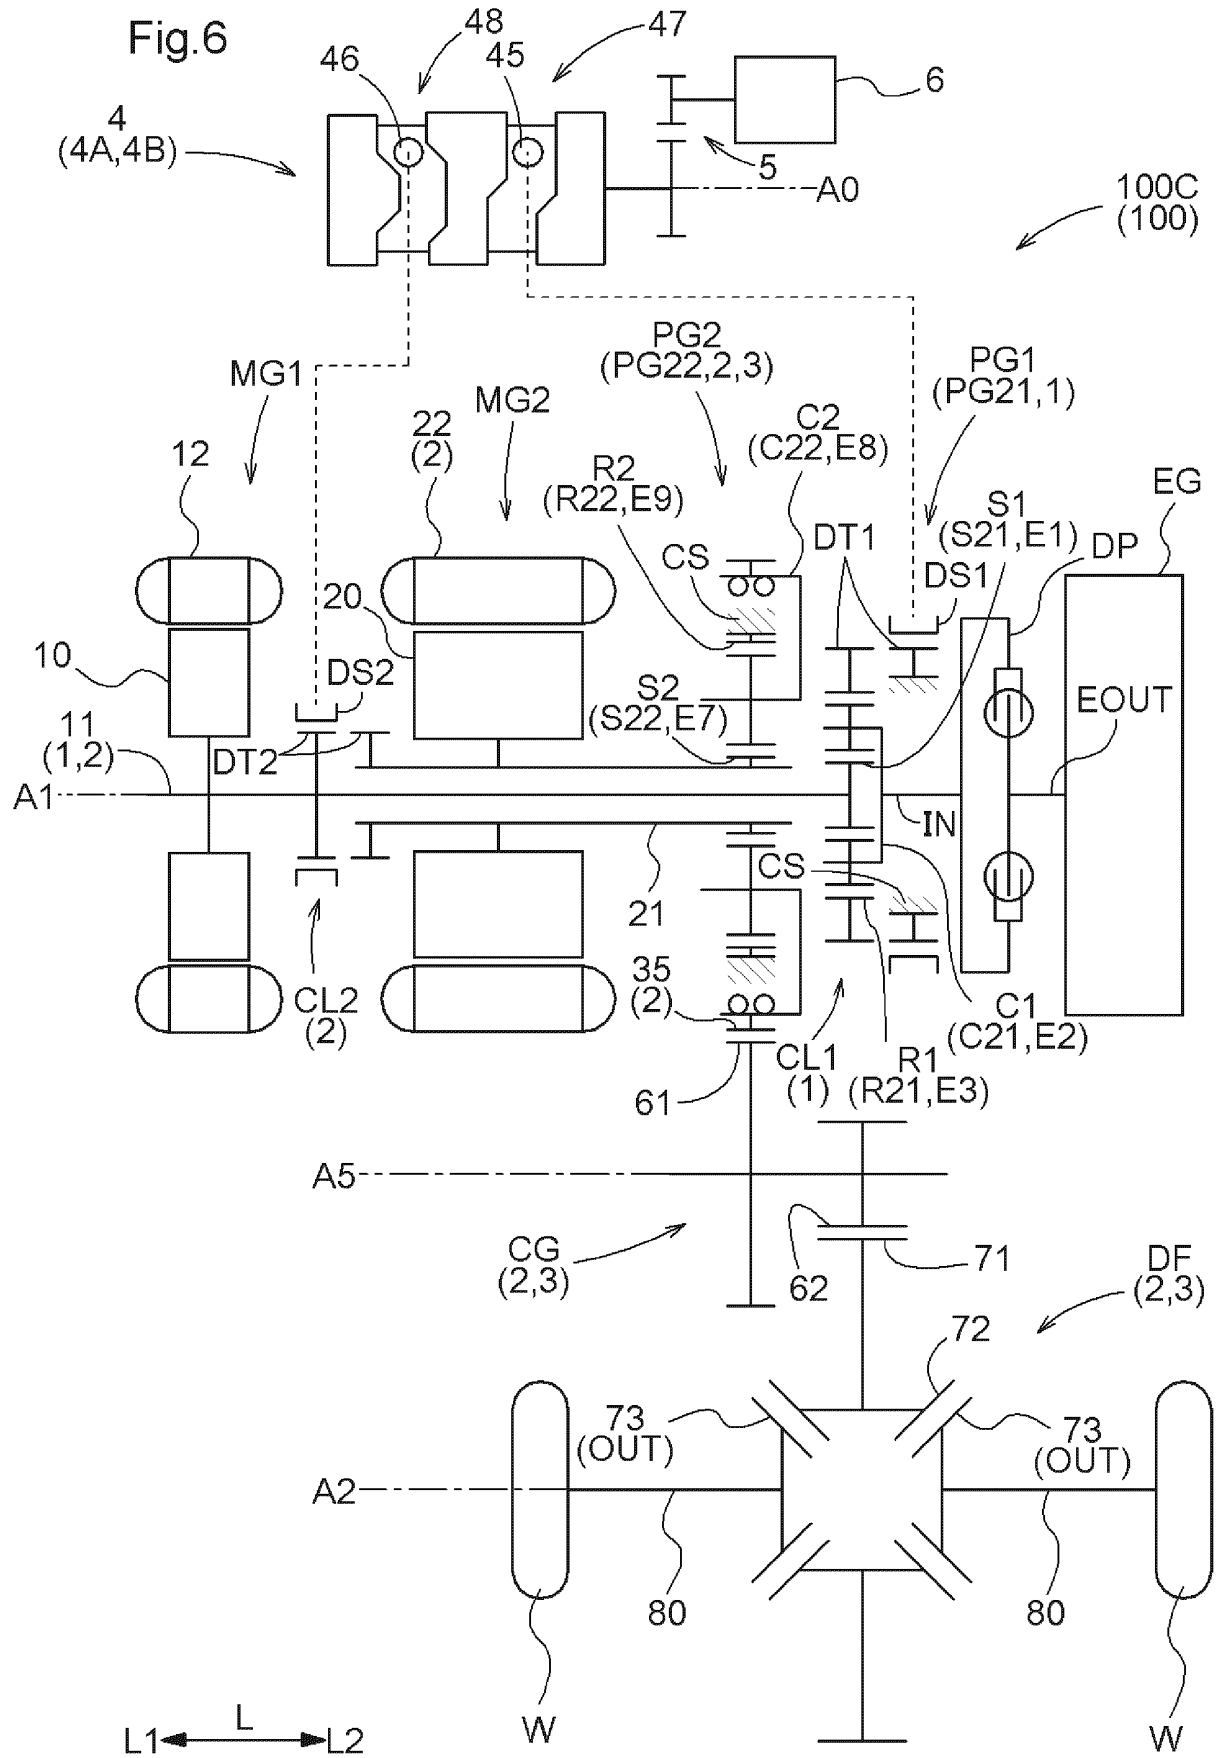 Fig.6
48
47
46
45
6
4
(4A,4B)
5
A0
100C
(100)
PG2
(PG22,2,3)
PG1
(PG21,1)
MG1
MG2
22
(2)
C2
(C22,E8)
12
R2
(R22,E9)
S1
(S21,E1)
EG
CS
DT1
DP
DS1
20
10
DS2
S2
(S22,E7)
EOUT
11
(1,2)
DT2
A1
IN
CS
21
35
(2)
CL2
(2)
C1
(C21,E2)
CL1
(1)
R1
(R21,E3)
61
A5
CG
(2,3)
62
71
DF
(2,3)
72
73
(OUT)
73
(OUT)
A2
80
80
W
W
L
L1
L2